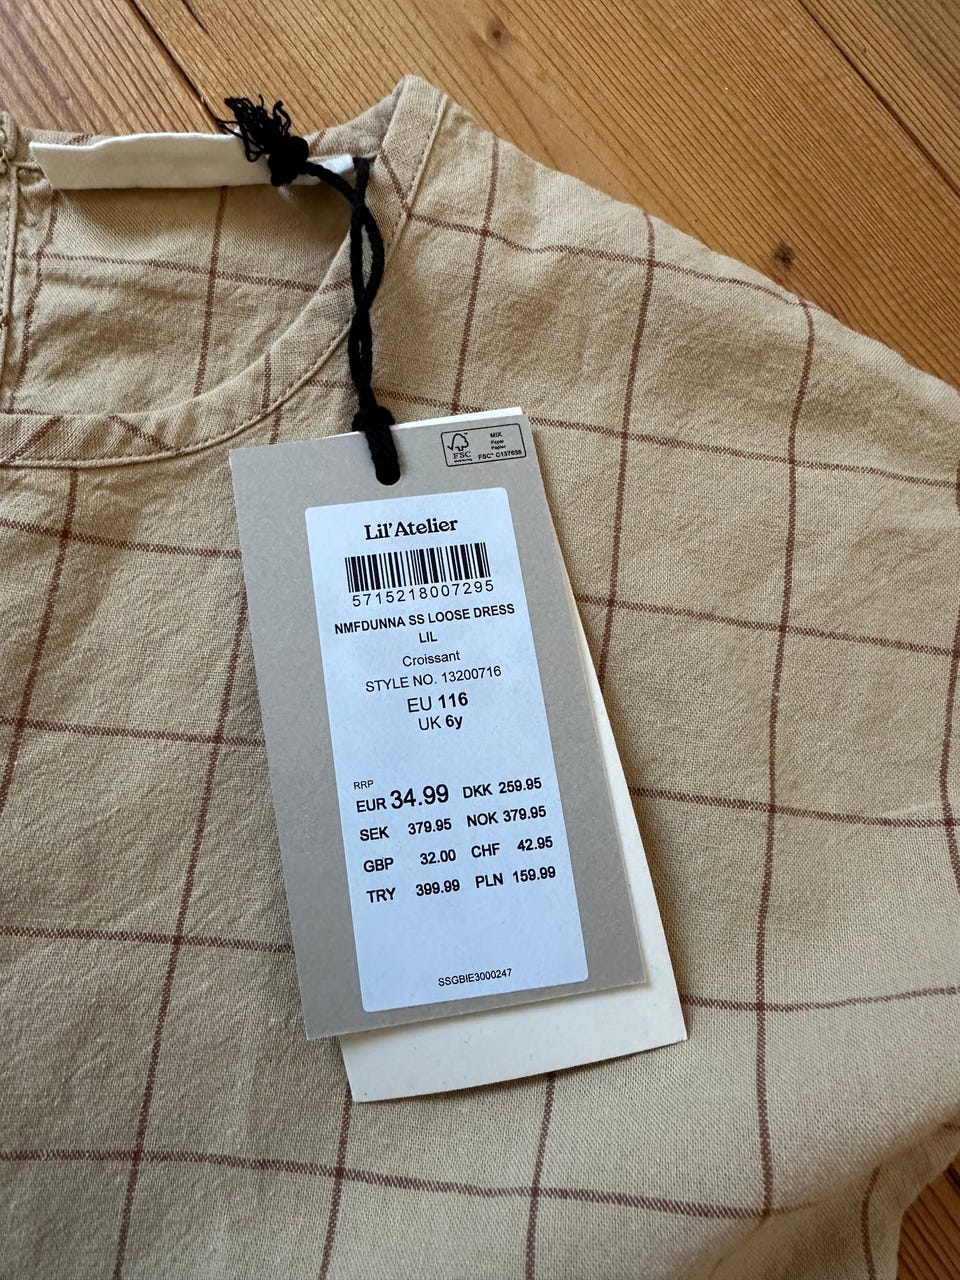 FSC
MIX
Paper
Papier
FSC™ C137638
Lil'Atelier
5715218007295
NMFDUNNA SS LOOSE DRESS
LIL
Croissant
STYLE NO. 13200716
EU 116
UK 6y
RRP
EUR 34.99 DKK 259.95
SEK 379.95 NOK 379.95
GBP 32.00 CHF 42.95
TRY 399.99 PLN 159.99
SSGBIE3000247